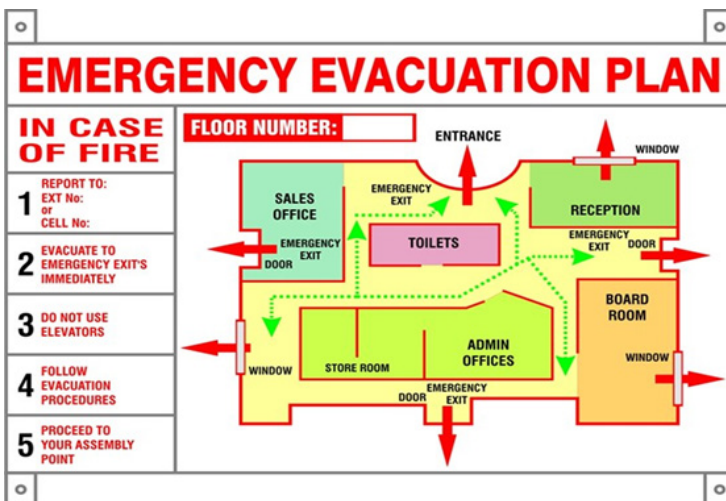 EMERGENCY EVACUATION PLAN
IN CASE
OF FIRE
1 REPORT TO:
EXT No:
or
CELL No:
2 EVACUATE TO
EMERGENCY EXIT'S
IMMEDIATELY
3 DO NOT USE
ELEVATORS
4 FOLLOW
EVACUATION
PROCEDURES
5 PROCEED TO
YOUR ASSEMBLY
POINT
FLOOR NUMBER:
ENTRANCE
WINDOW
SALES
OFFICE
EMERGENCY
EXIT
RECEPTION
TOILETS
EMERGENCY
EXIT
DOOR
EMERGENCY
EXIT
DOOR
BOARD
ROOM
WINDOW
STORE ROOM
ADMIN
OFFICES
WINDOW
DOOR
EMERGENCY
EXIT